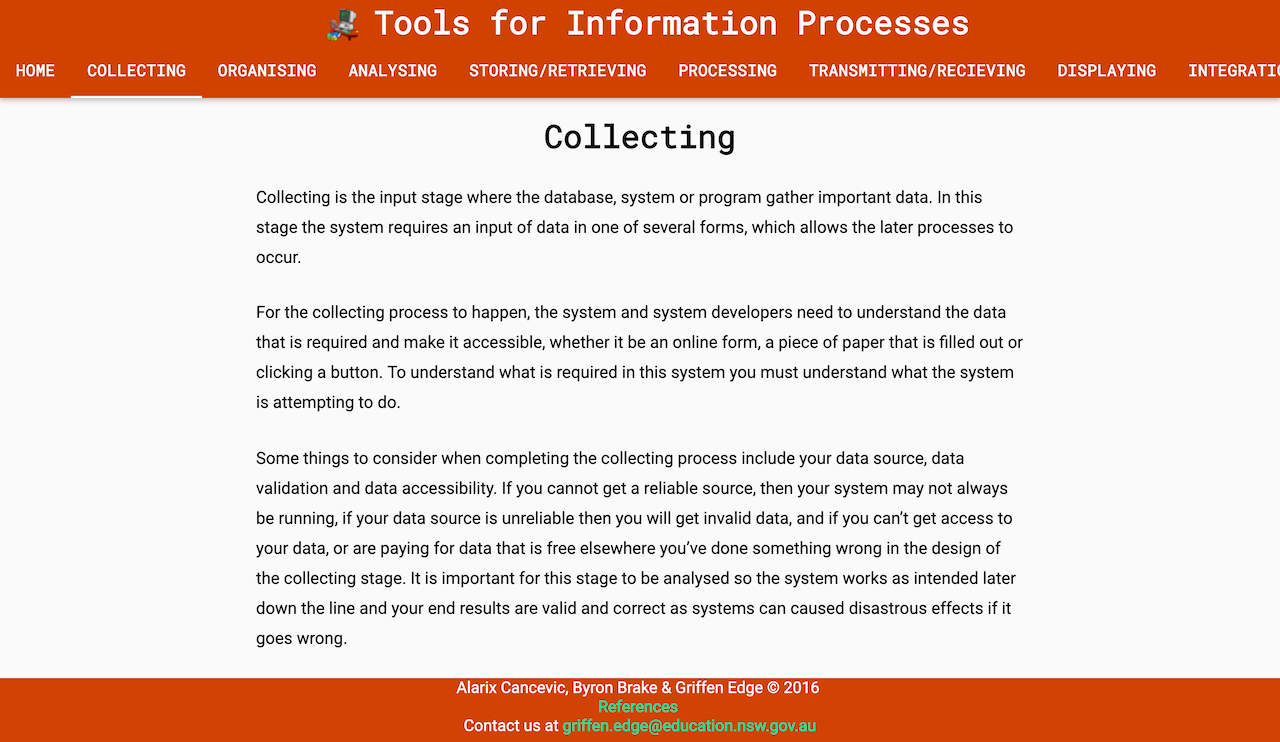 Tools for Information Processes
HOME COLLECTING ORGANISING ANALYSING STORING/RETRIEVING PROCESSING TRANSMITTING/RECIEVING DISPLAYING
Collecting
Collecting is the input stage where the database, system or program gather important data. In this
stage the system requires an input of data in one of several forms, which allows the later processes to
occur.
For the collecting process to happen, the system and system developers need to understand the data
that is required and make it accessible, whether it be an online form, a piece of paper that is filled out or
clicking a button. To understand what is required in this system you must understand what the system
is attempting to do.
Some things to consider when completing the collecting process include your data source, data
validation and data accessibility. If you cannot get a reliable source, then your system may not always
be running, if your data source is unreliable then you will get invalid data, and if you can’t get access to
your data, or are paying for data that is free elsewhere you’ve done something wrong in the design of
the collecting stage. It is important for this stage to be analysed so the system works as intended later
down the line and your end results are valid and correct as systems can caused disastrous effects if it
goes wrong.
Alarix Cancevic, Byron Brake & Griffen Edge © 2016
References
Contact us at griffen.edge@education.nsw.gov.au